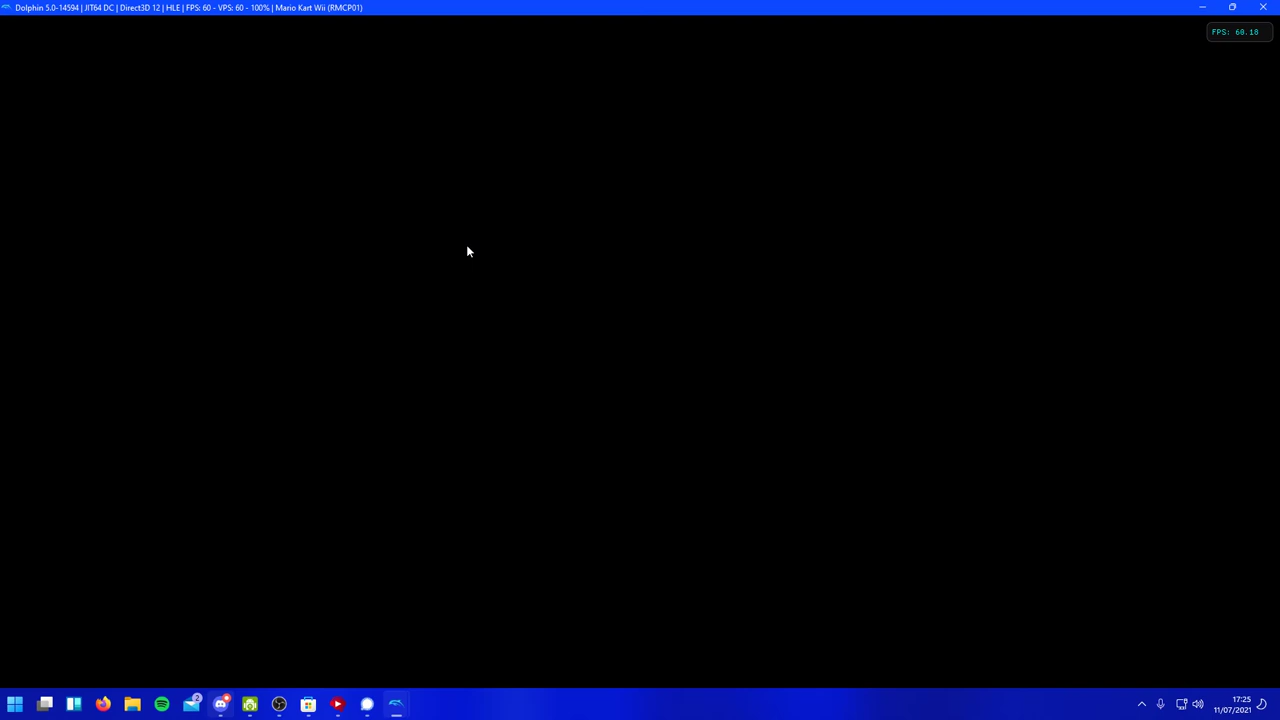 Dolphin 5.0-14594 | JIT64 DC | Direct3D 12 | HLE | FPS: 60 - VPS: 60 - 100% | Mario Kart Wii (RMCP01)
FPS: 60.18
2
17:25
11/07/2021